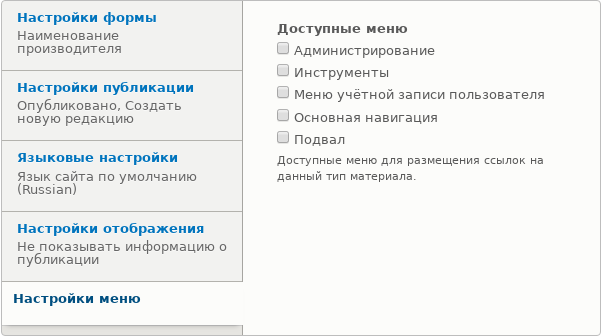 Настройки формы
Наименование
производителя
Настройки публикации
Опубликовано, Создать
новую редакцию
Языковые настройки
Язык сайта по умолчанию
(Russian)
Настройки отображения
Не показывать информацию о
публикации
Настройки меню
Доступные меню
Администрирование
Инструменты
Меню учётной записи пользователя
Основная навигация
Подвал
Доступные меню для размещения ссылок на
данный тип материала.